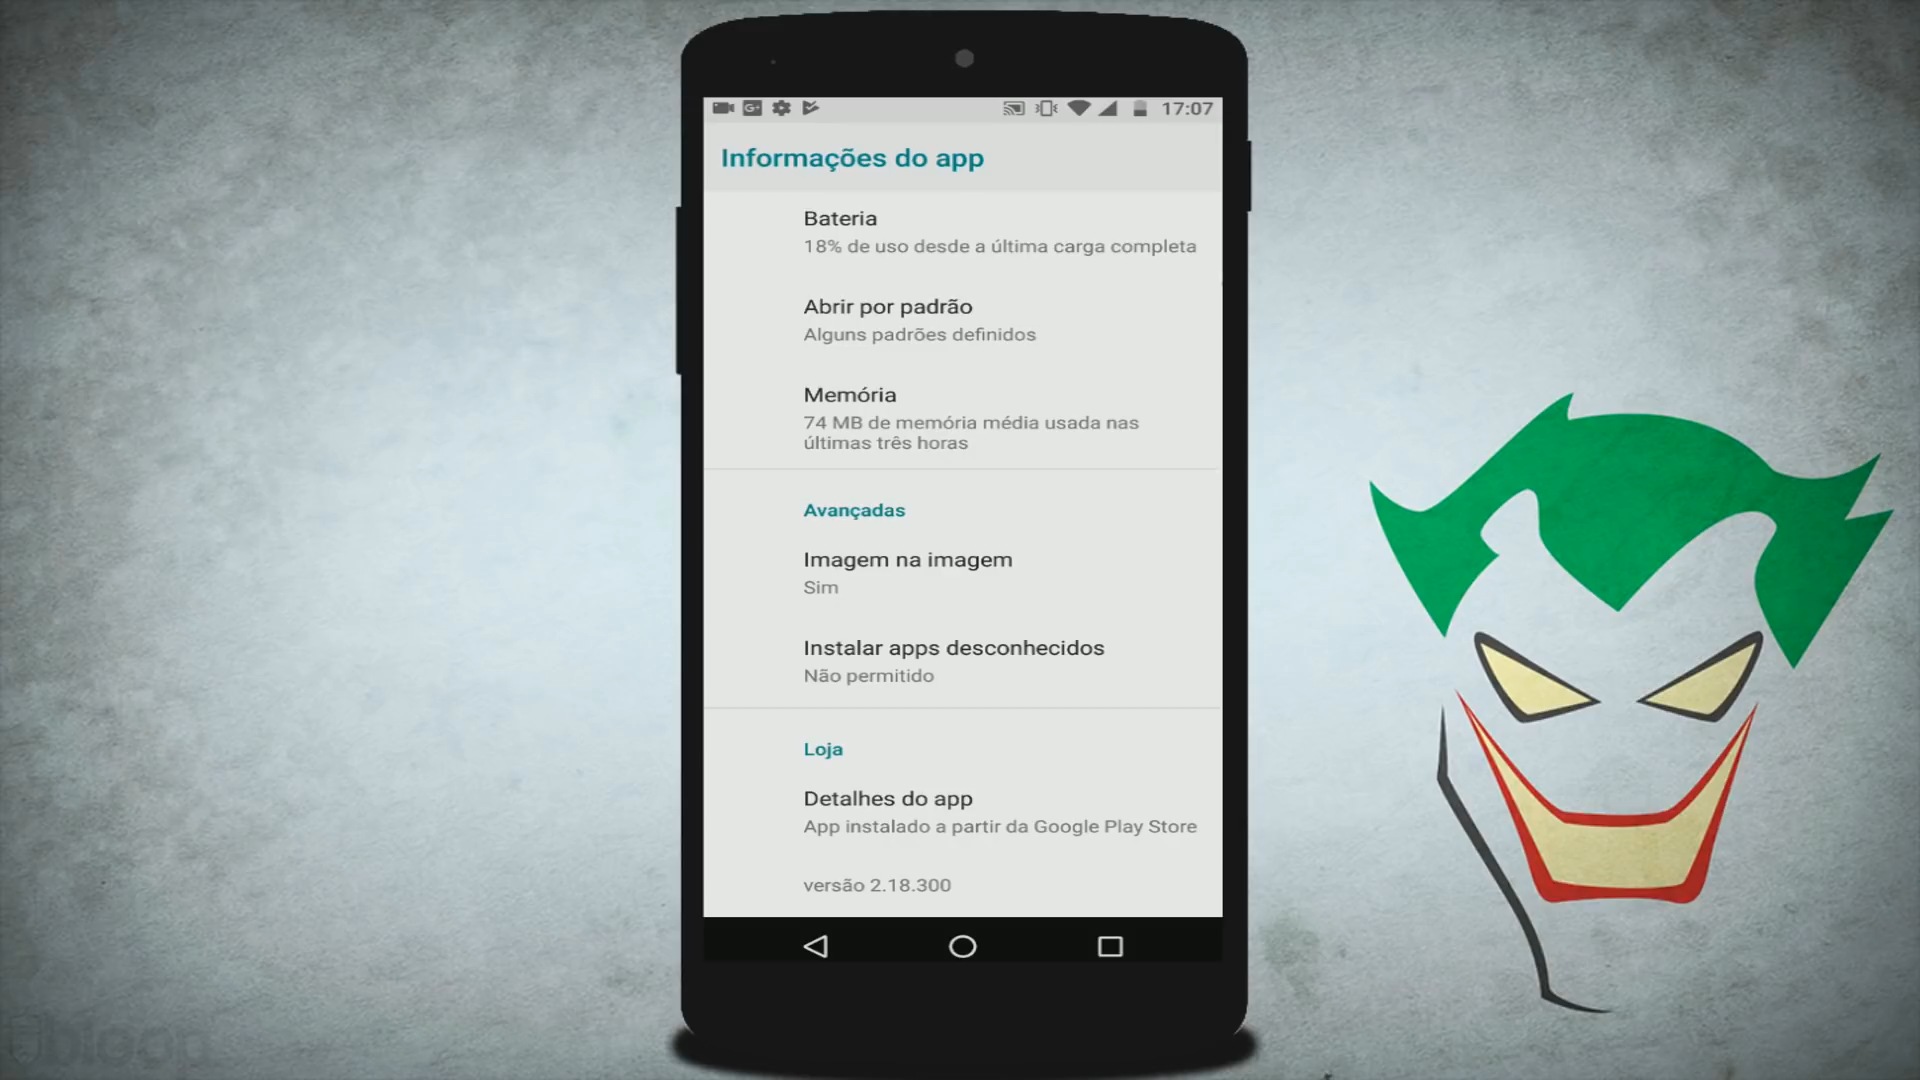 17:07
Informações do app
Bateria
18% de uso desde a última carga completa
Abrir por padrão
Alguns padrões definidos
Memória
74 MB de memória média usada nas
últimas três horas
Avançadas
Imagem na imagem
Sim
Instalar apps desconhecidos
Não permitido
Loja
Detalhes do app
App instalado a partir da Google Play Store
versão 2.18.300